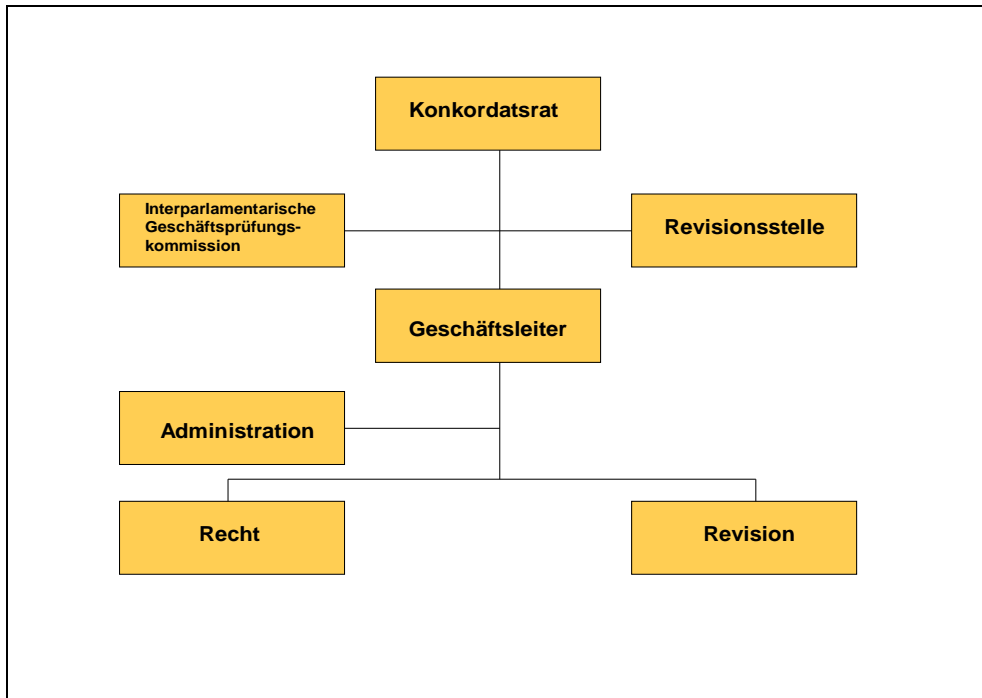 Konkordatsrat
Interparlamentarische
Geschäftsprüfungs-
kommission
Revisionsstelle
Geschäftsleiter
Administration
Recht
Revision